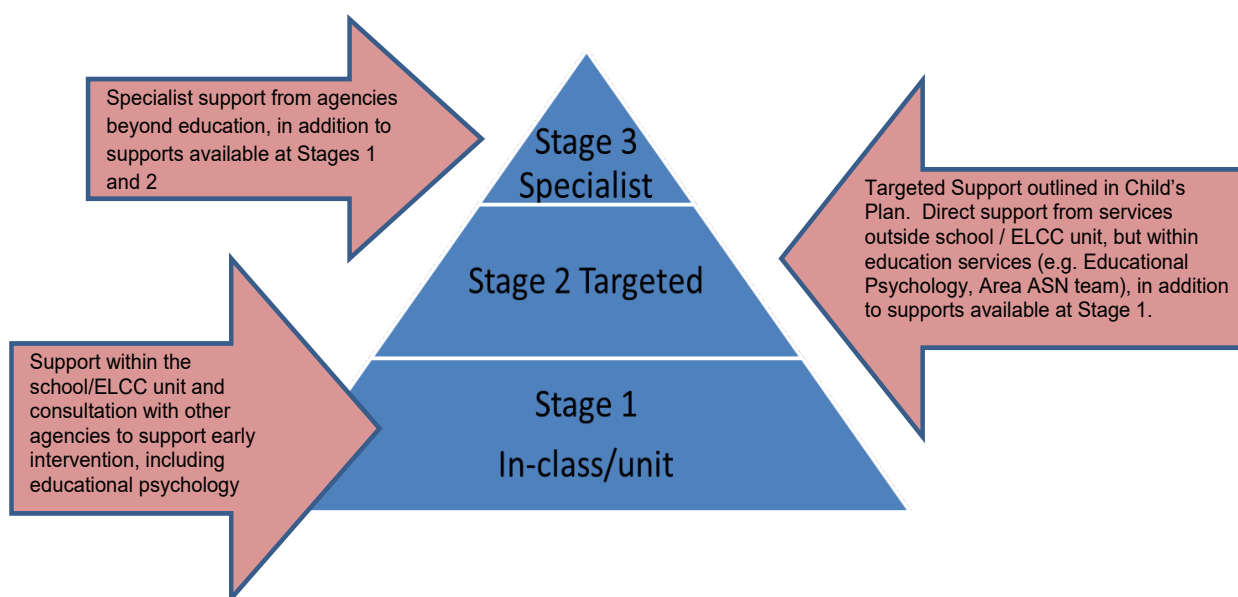 Specialist support from agencies
beyond education, in addition to
supports available at Stages 1
and 2
Stage 3
Specialist
Targeted Support outlined in Child’s
Plan.  Direct support from services
outside school / ELCC unit, but within
education services (e.g. Educational
Psychology, Area ASN team), in addition
to supports available at Stage 1.
Stage 2 Targeted
Support within the
school/ELCC unit and
consultation with other
agencies to support early
intervention, including
educational psychology
Stage 1
In-class/unit